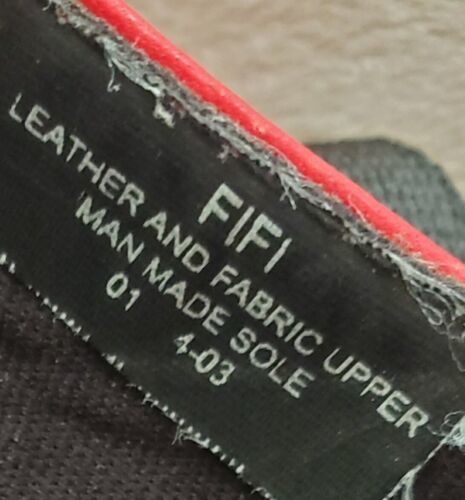 FIFI
LEATHER AND FABRIC UPPER
MAN MADE SOLE
01 4-03